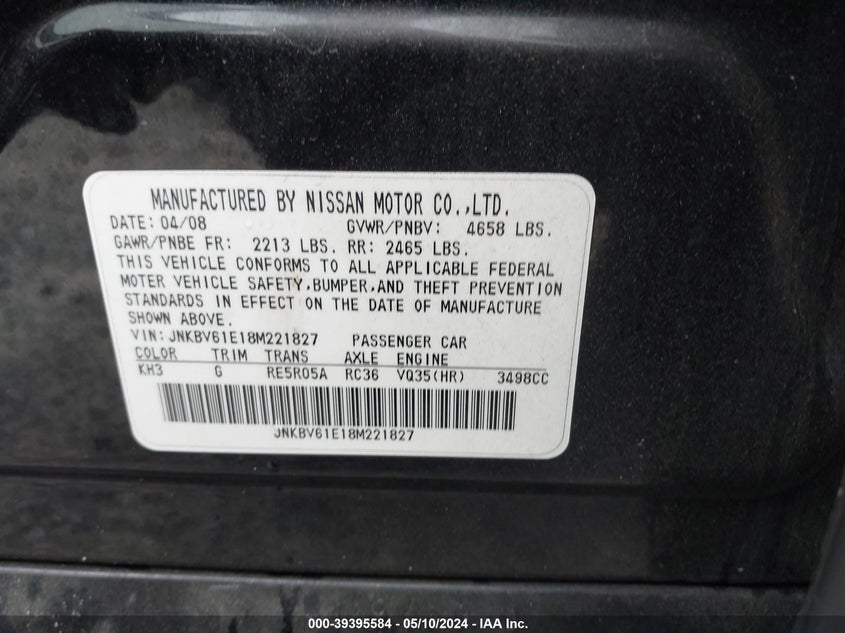 MANUFACTURED BY NISSAN MOTOR CO.,LTD.
DATE: 04/08 GVWR/PNBV: 4658 LBS.
GAWR/PNBE FR: 2213 LBS. RR: 2465 LBS.
THIS VEHICLE CONFORMS TO ALL APPLICABLE FEDERAL
MOTOR VEHICLE SAFETY,BUMPER,AND THEFT PREVENTION
STANDARDS IN EFFECT ON THE DATE OF MANUFACTURE
SHOWN ABOVE.
VIN:JNKBV61E18M221827 PASSENGER CAR
COLOR TRIM TRANS AXLE ENGINE
KH3 G RE5R05A RC36 VQ35(HR) 3498CC
JNKBV61E18M221827
000-39395584 - 05/10/2024 - IAA Inc.